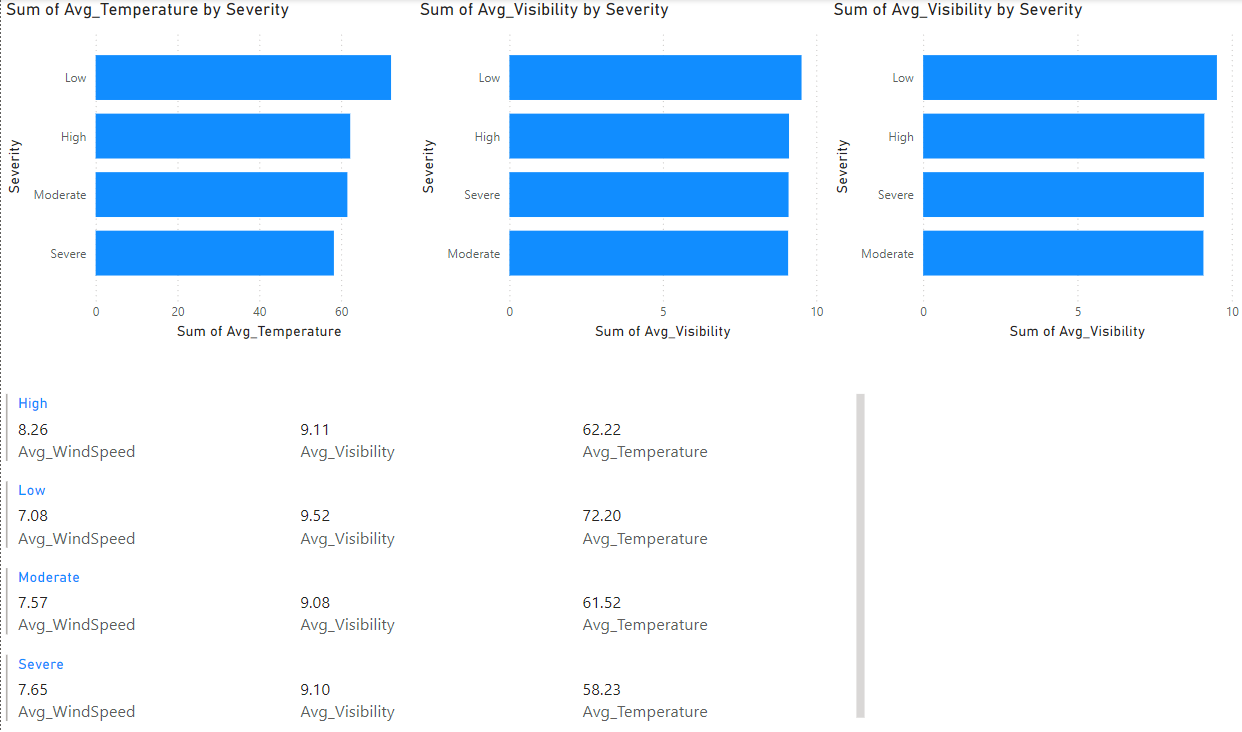 Sum of Avg_Temperature by Severity
Severity
Low
High
Moderate
Severe
0 20 40 60
Sum of Avg_Temperature
Sum of Avg_Visibility by Severity
Severity
Low
High
Severe
Moderate
0 5 10
Sum of Avg_Visibility
Sum of Avg_Visibility by Severity
Severity
Low
High
Severe
Moderate
0 5 10
Sum of Avg_Visibility
High
8.26 9.11 62.22
Avg_WindSpeed Avg_Visibility Avg_Temperature
Low
7.08 9.52 72.20
Avg_WindSpeed Avg_Visibility Avg_Temperature
Moderate
7.57 9.08 61.52
Avg_WindSpeed Avg_Visibility Avg_Temperature
Severe
7.65 9.10 58.23
Avg_WindSpeed Avg_Visibility Avg_Temperature